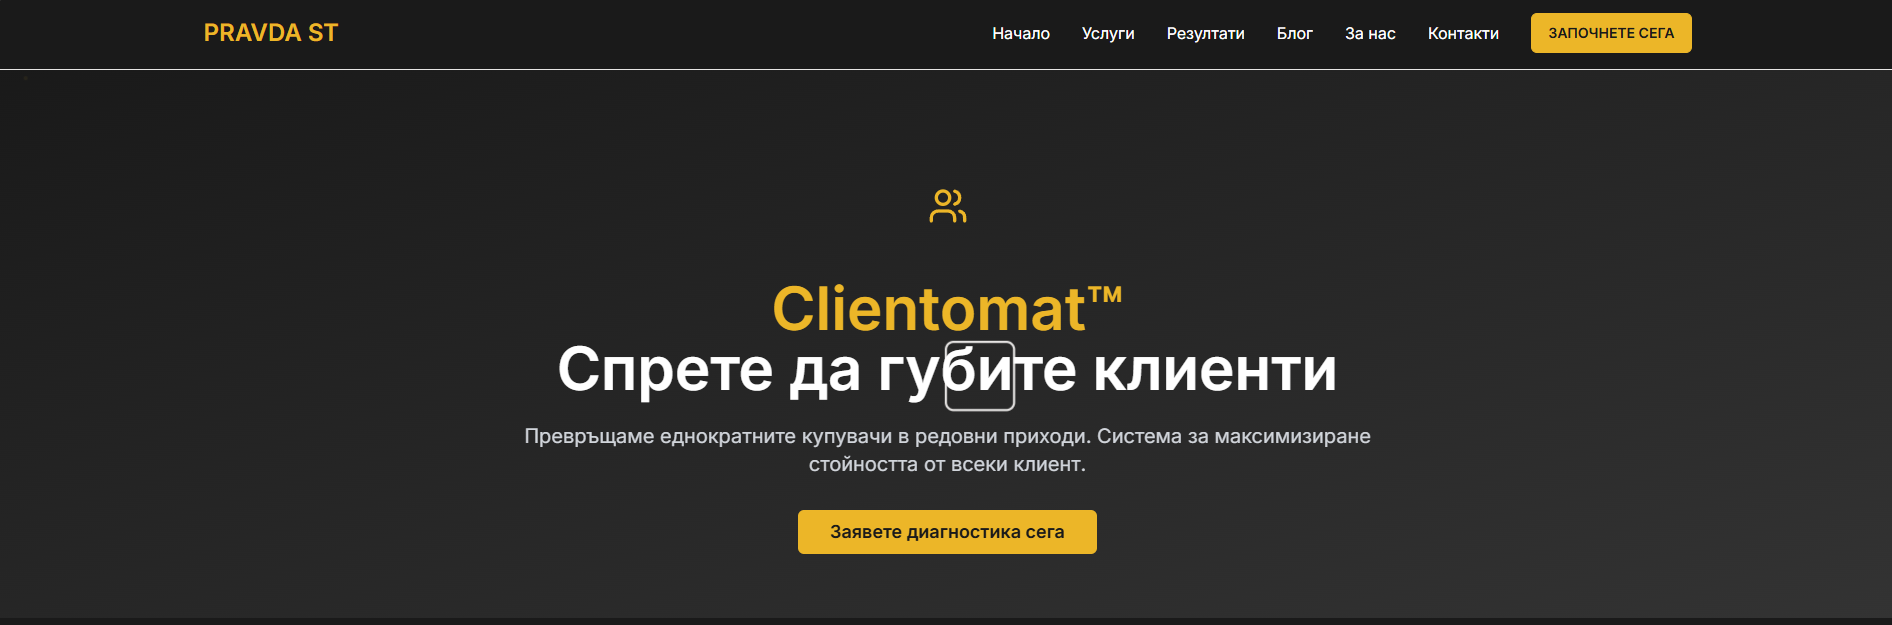 PRAVDA ST
Начало Услуги Резултати Блог За нас Контакти ЗАПОЧНЕТЕ СЕГА
Clientomat™
Спрете да губите клиенти
Превръщаме еднократните купувачи в редовни приходи. Система за максимизиране
стойността от всеки клиент.
Заявете диагностика сега